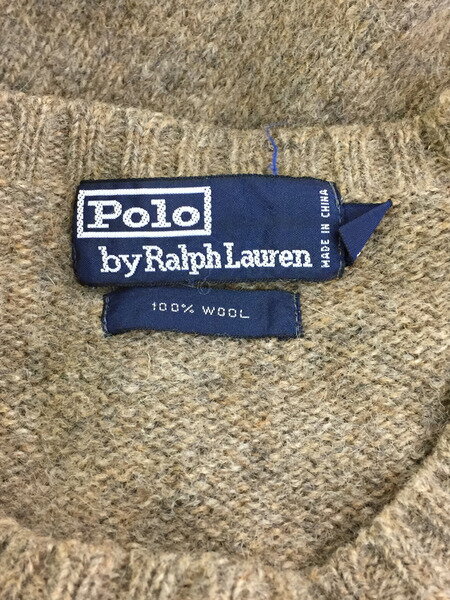 Polo
by Ralph Lauren
MADE IN CHINA
100% WOOL